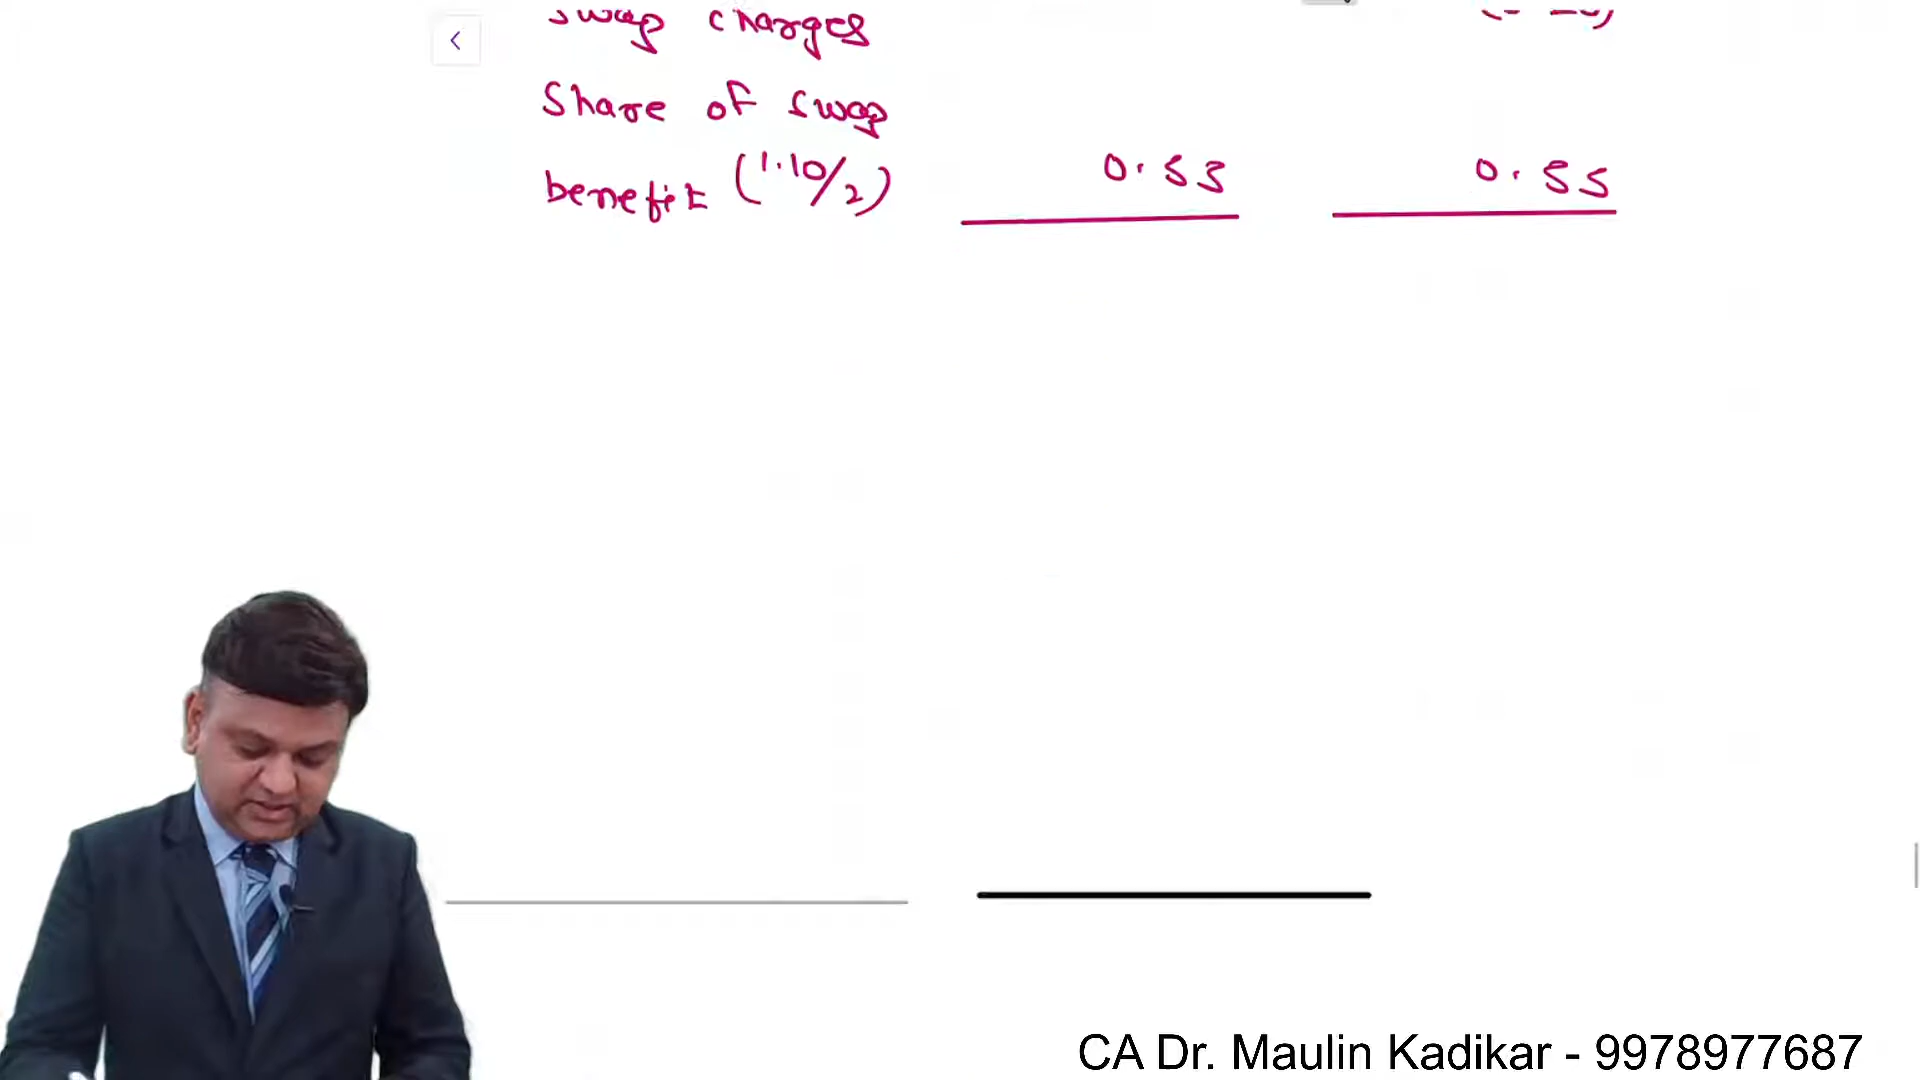 swap charges
Share of swap
benefit (1.10/2) 0.55 0.55
CA Dr. Maulin Kadikar - 9978977687